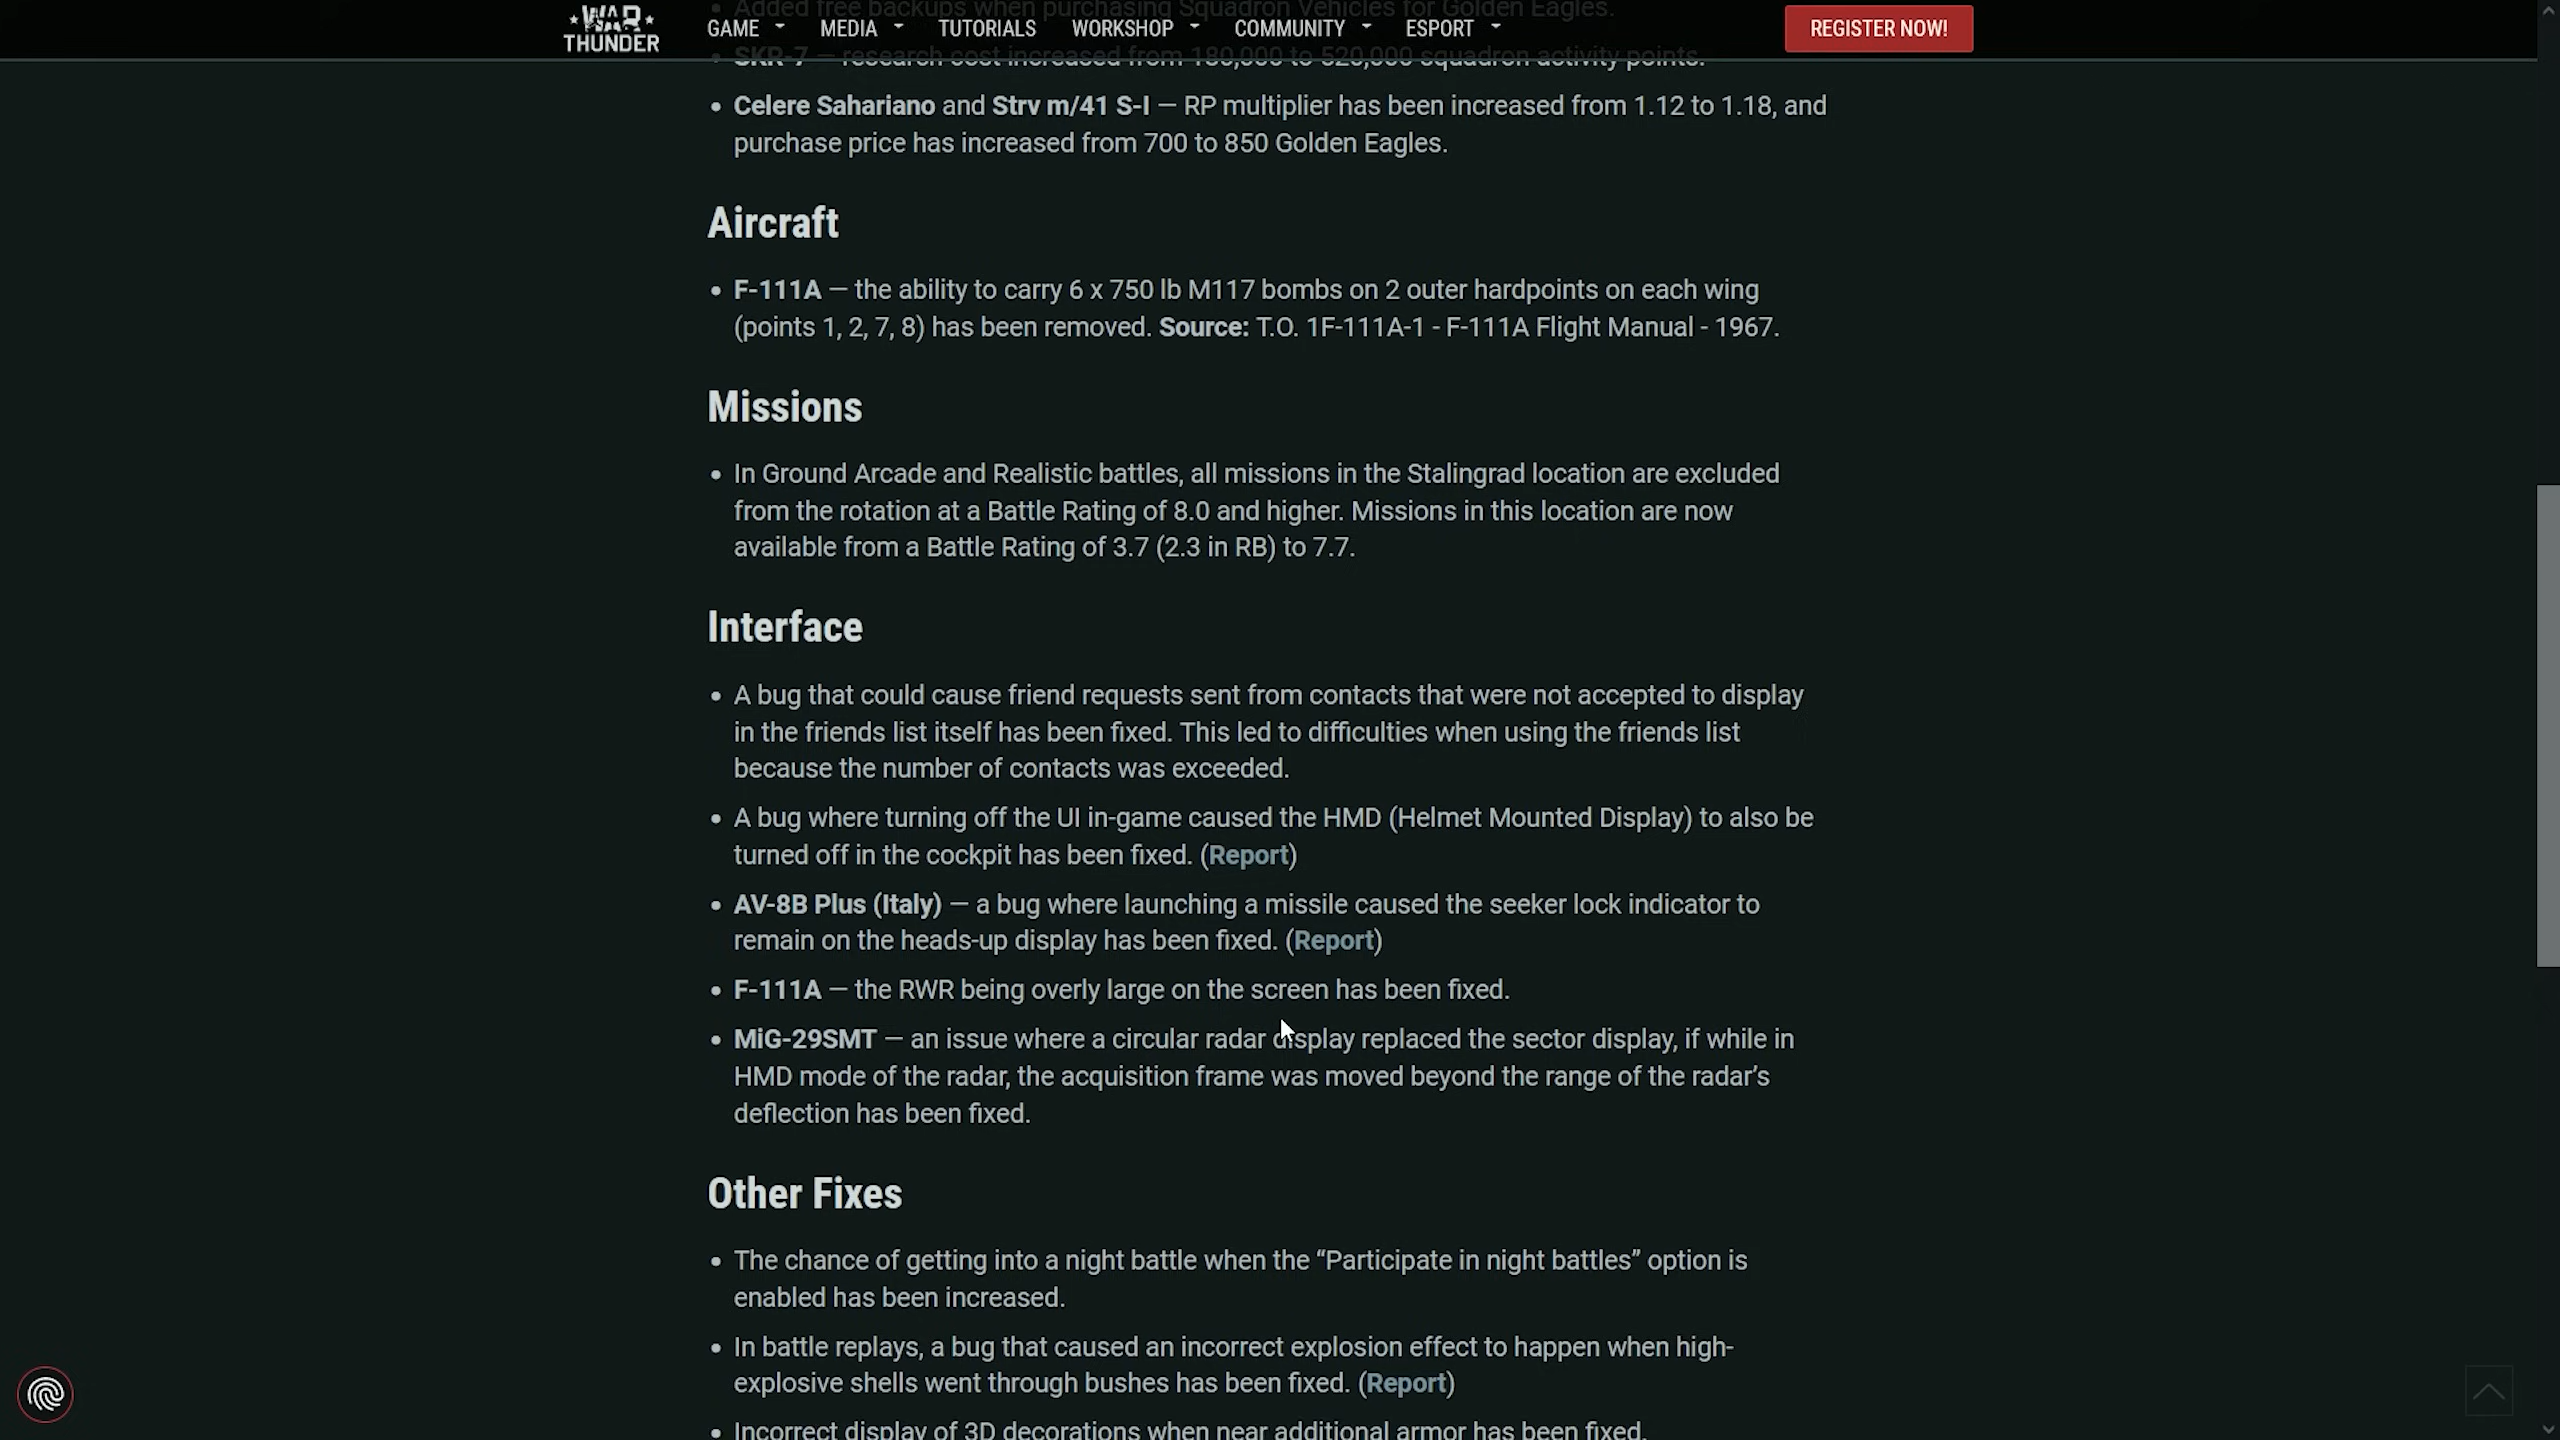 Added free backups when purchasing Squadron Vehicles for Golden Eagles.
WAR THUNDER
GAME MEDIA TUTORIALS WORKSHOP COMMUNITY ESPORT REGISTER NOW!
• SKR-7 — research cost increased from 180,000 to 520,000 squadron activity points.
• Celere Sahariano and Strv m/41 S-I — RP multiplier has been increased from 1.12 to 1.18, and
purchase price has increased from 700 to 850 Golden Eagles.
Aircraft
• F-111A — the ability to carry 6 x 750 lb M117 bombs on 2 outer hardpoints on each wing
(points 1, 2, 7, 8) has been removed. Source: T.O. 1F-111A-1 - F-111A Flight Manual - 1967.
Missions
• In Ground Arcade and Realistic battles, all missions in the Stalingrad location are excluded
from the rotation at a Battle Rating of 8.0 and higher. Missions in this location are now
available from a Battle Rating of 3.7 (2.3 in RB) to 7.7.
Interface
• A bug that could cause friend requests sent from contacts that were not accepted to display
in the friends list itself has been fixed. This led to difficulties when using the friends list
because the number of contacts was exceeded.
• A bug where turning off the UI in-game caused the HMD (Helmet Mounted Display) to also be
turned off in the cockpit has been fixed. (Report)
• AV-8B Plus (Italy) — a bug where launching a missile caused the seeker lock indicator to
remain on the heads-up display has been fixed. (Report)
• F-111A — the RWR being overly large on the screen has been fixed.
• MiG-29SMT — an issue where a circular radar display replaced the sector display, if while in
HMD mode of the radar, the acquisition frame was moved beyond the range of the radar's
deflection has been fixed.
Other Fixes
• The chance of getting into a night battle when the “Participate in night battles” option is
enabled has been increased.
• In battle replays, a bug that caused an incorrect explosion effect to happen when high-
explosive shells went through bushes has been fixed. (Report)
• Incorrect display of 3D decorations when near additional armor has been fixed.